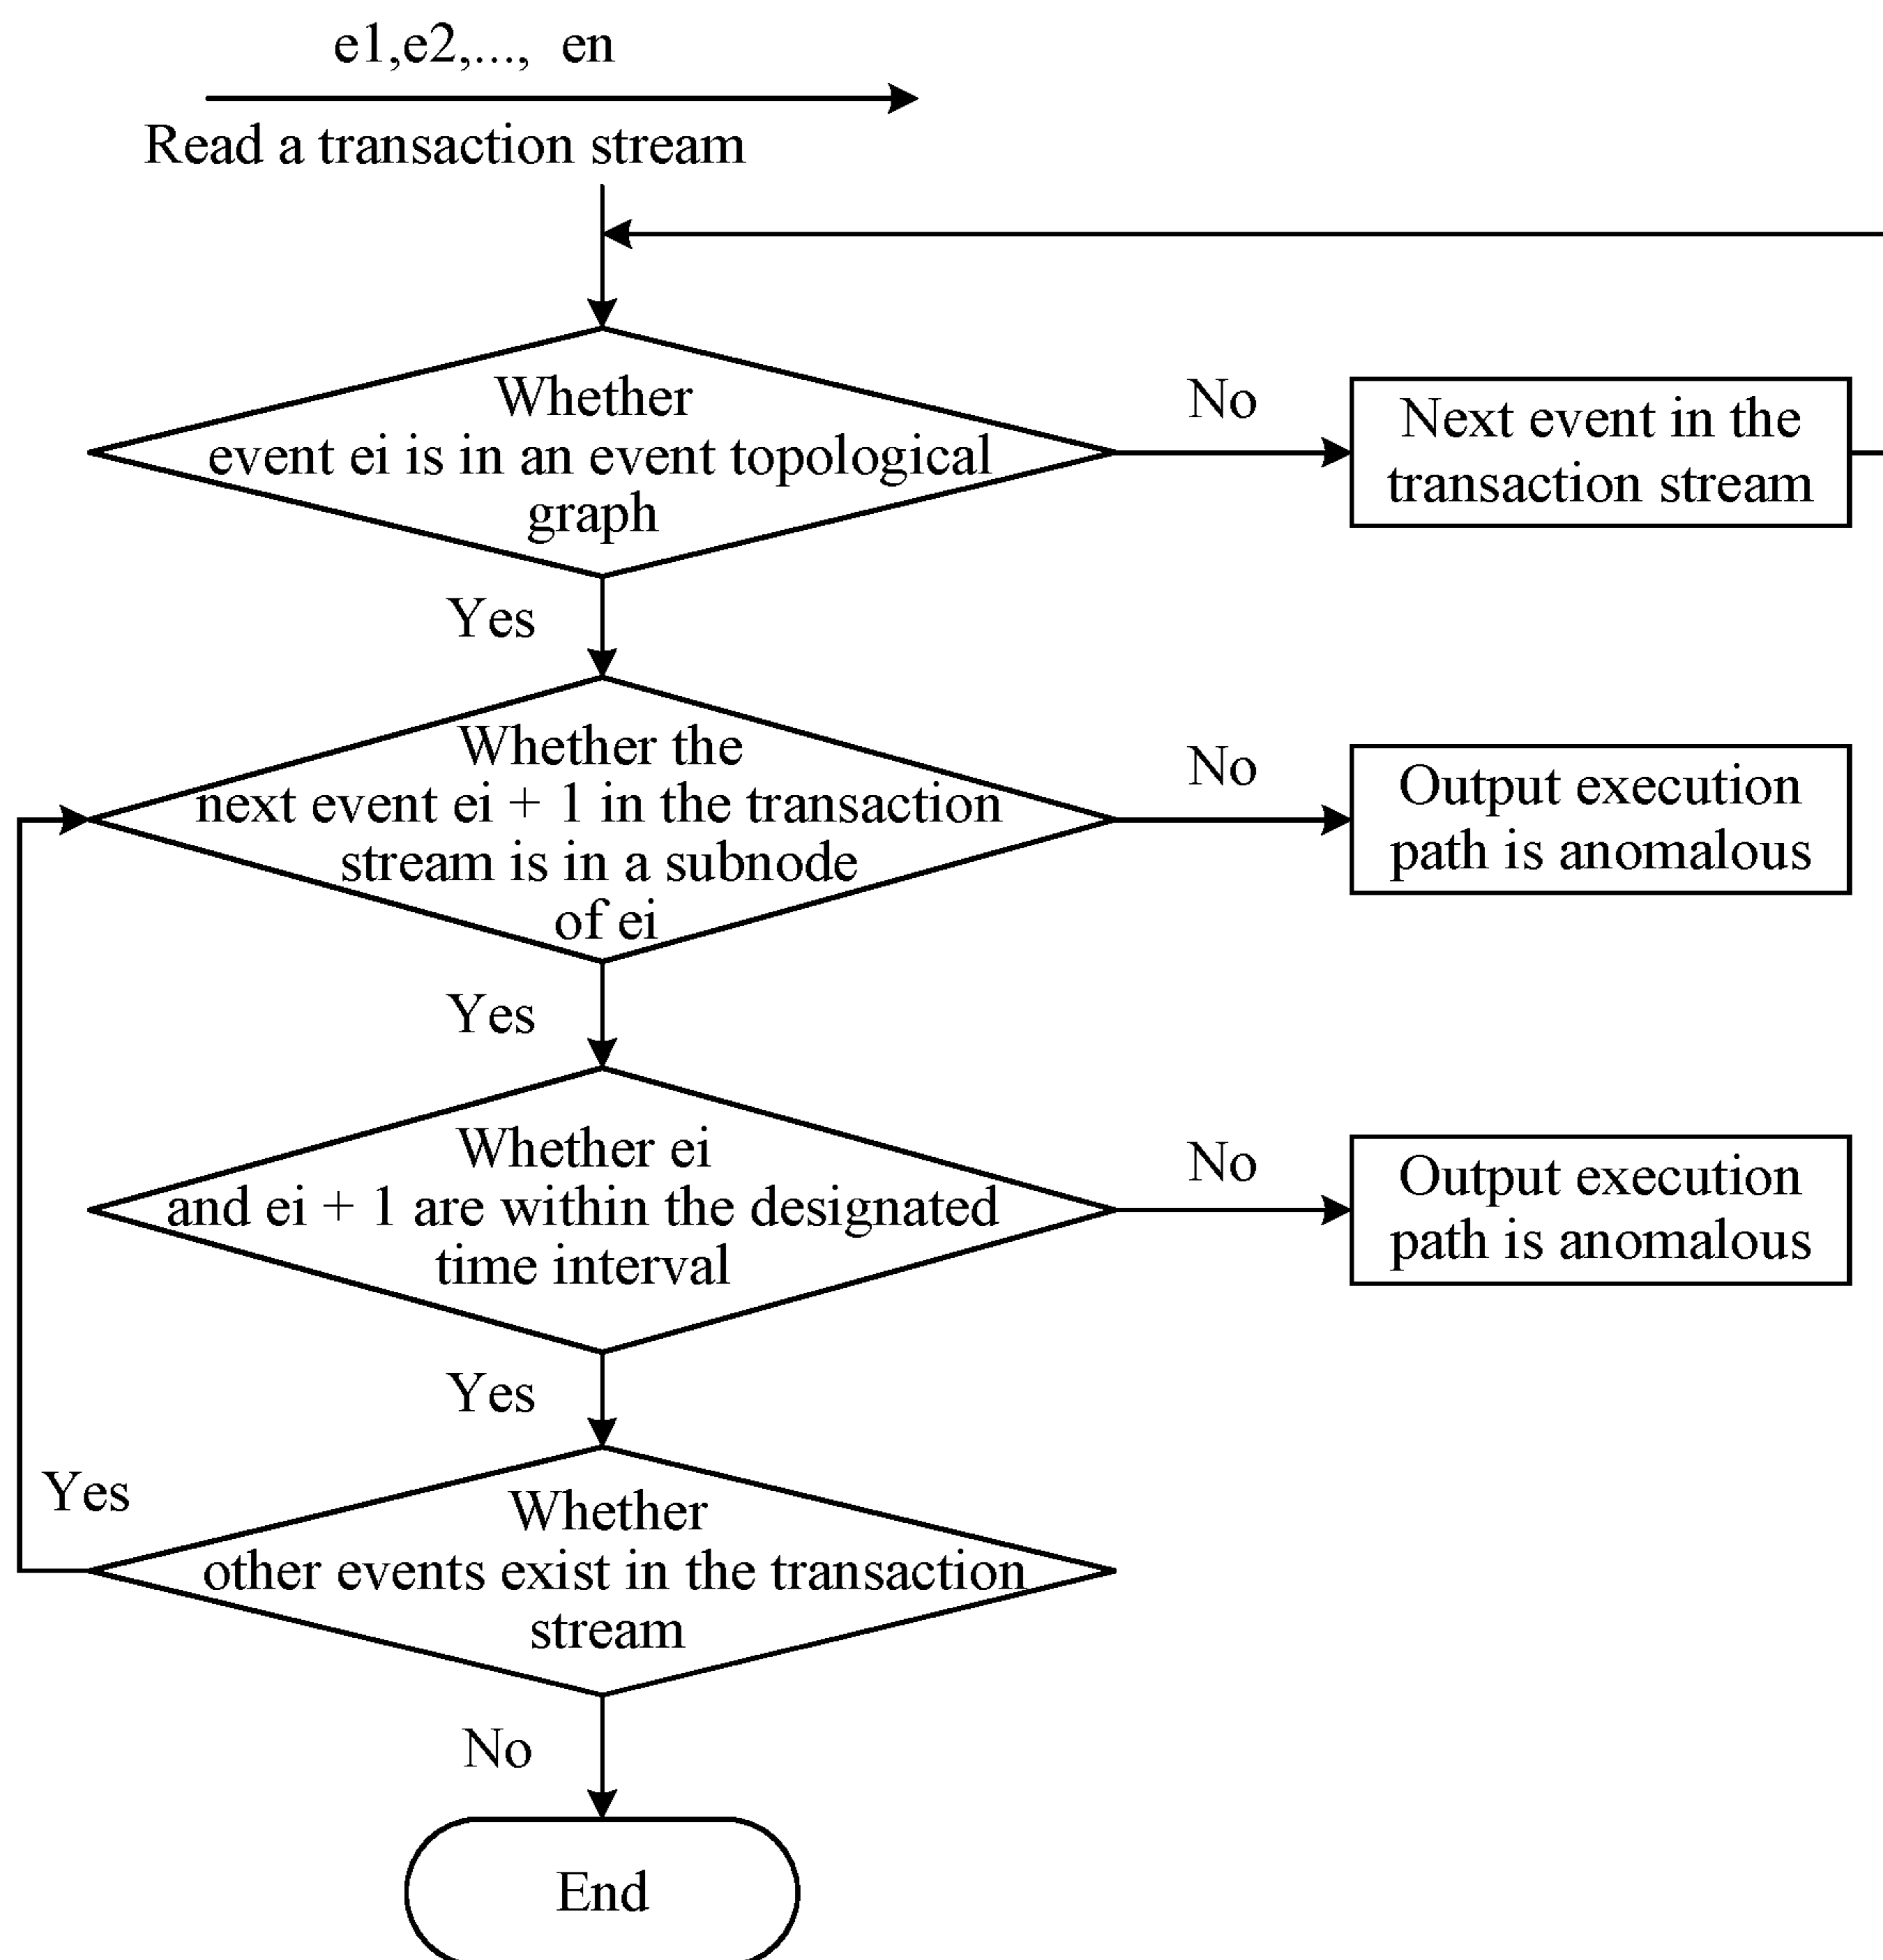 e1,e2,..., en
Read a transaction stream
Whether
event ei is in an event topological
graph
No
Next event in the
transaction stream
Yes
Whether the
next event ei + 1 in the transaction
stream is in a subnode
of ei
No
Output execution
path is anomalous
Yes
Whether ei
and ei + 1 are within the designated
time interval
No
Output execution
path is anomalous
Yes
Yes
Whether
other events exist in the transaction
stream
No
End